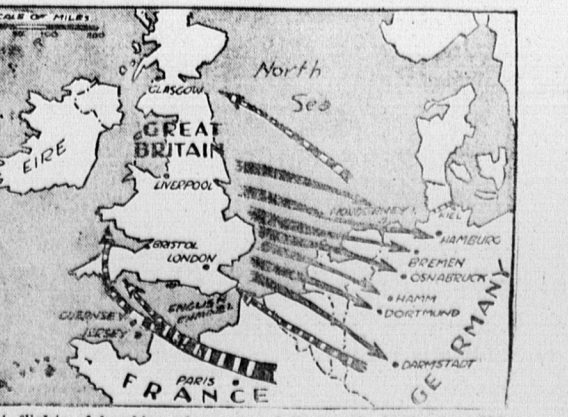 SCALE OF MILES
North
Sea
GLASGOW
GREAT
BRITAIN
EIRE
LIVERPOOL
KIEL
HAMBURG
BRISTOL
LONDON
BREMEN
OSNABRUCK
HAMM
DORTMUND
ENGLISH
CHANNEL
GUERNSEY
JERSEY
GERMANY
DARMSTADT
PARIS
FRANCE